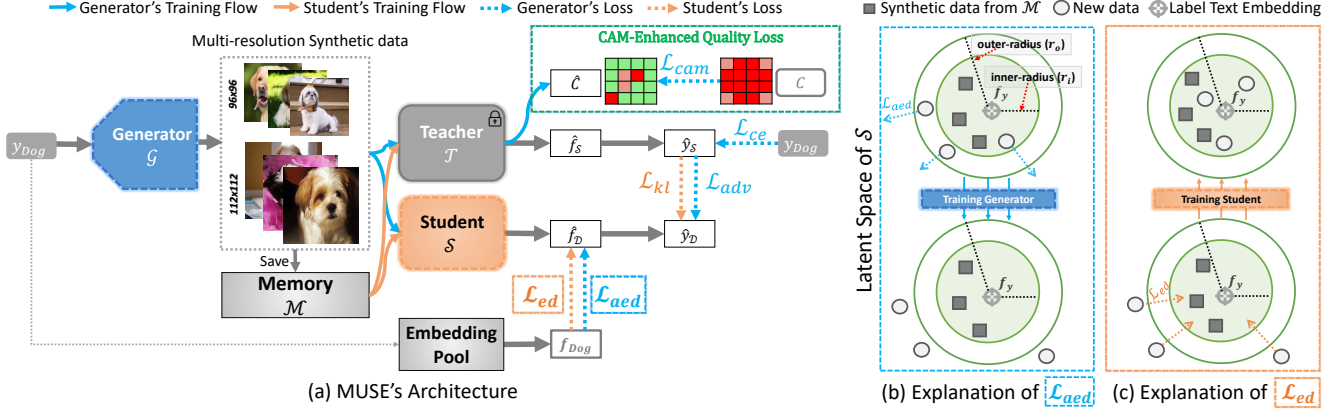 Generator's Training Flow
Student's Training Flow
Generator's Loss
Student's Loss
Multi-resolution Synthetic data
96x96
112x112
y_Dog
Generator
𝒢
Save
Memory
ℳ
Teacher
𝒯
Student
𝒮
Embedding
Pool
CAM-Enhanced Quality Loss
Ĉ
ℒ_cam
C
f̂_𝒮
ŷ_𝒮
ℒ_ce
y_Dog
ℒ_kl
ℒ_adv
f̂_𝒟
ŷ_𝒟
ℒ_ed
ℒ_aed
f_Dog
(a) MUSE's Architecture
Synthetic data from ℳ
New data
Label Text Embedding
Latent Space of 𝒮
outer-radius (r_o)
inner-radius (r_i)
f_y
ℒ_aed
Training Generator
f_y
(b) Explanation of ℒ_aed
f_y
Training Student
f_y
ℒ_ed
(c) Explanation of ℒ_ed